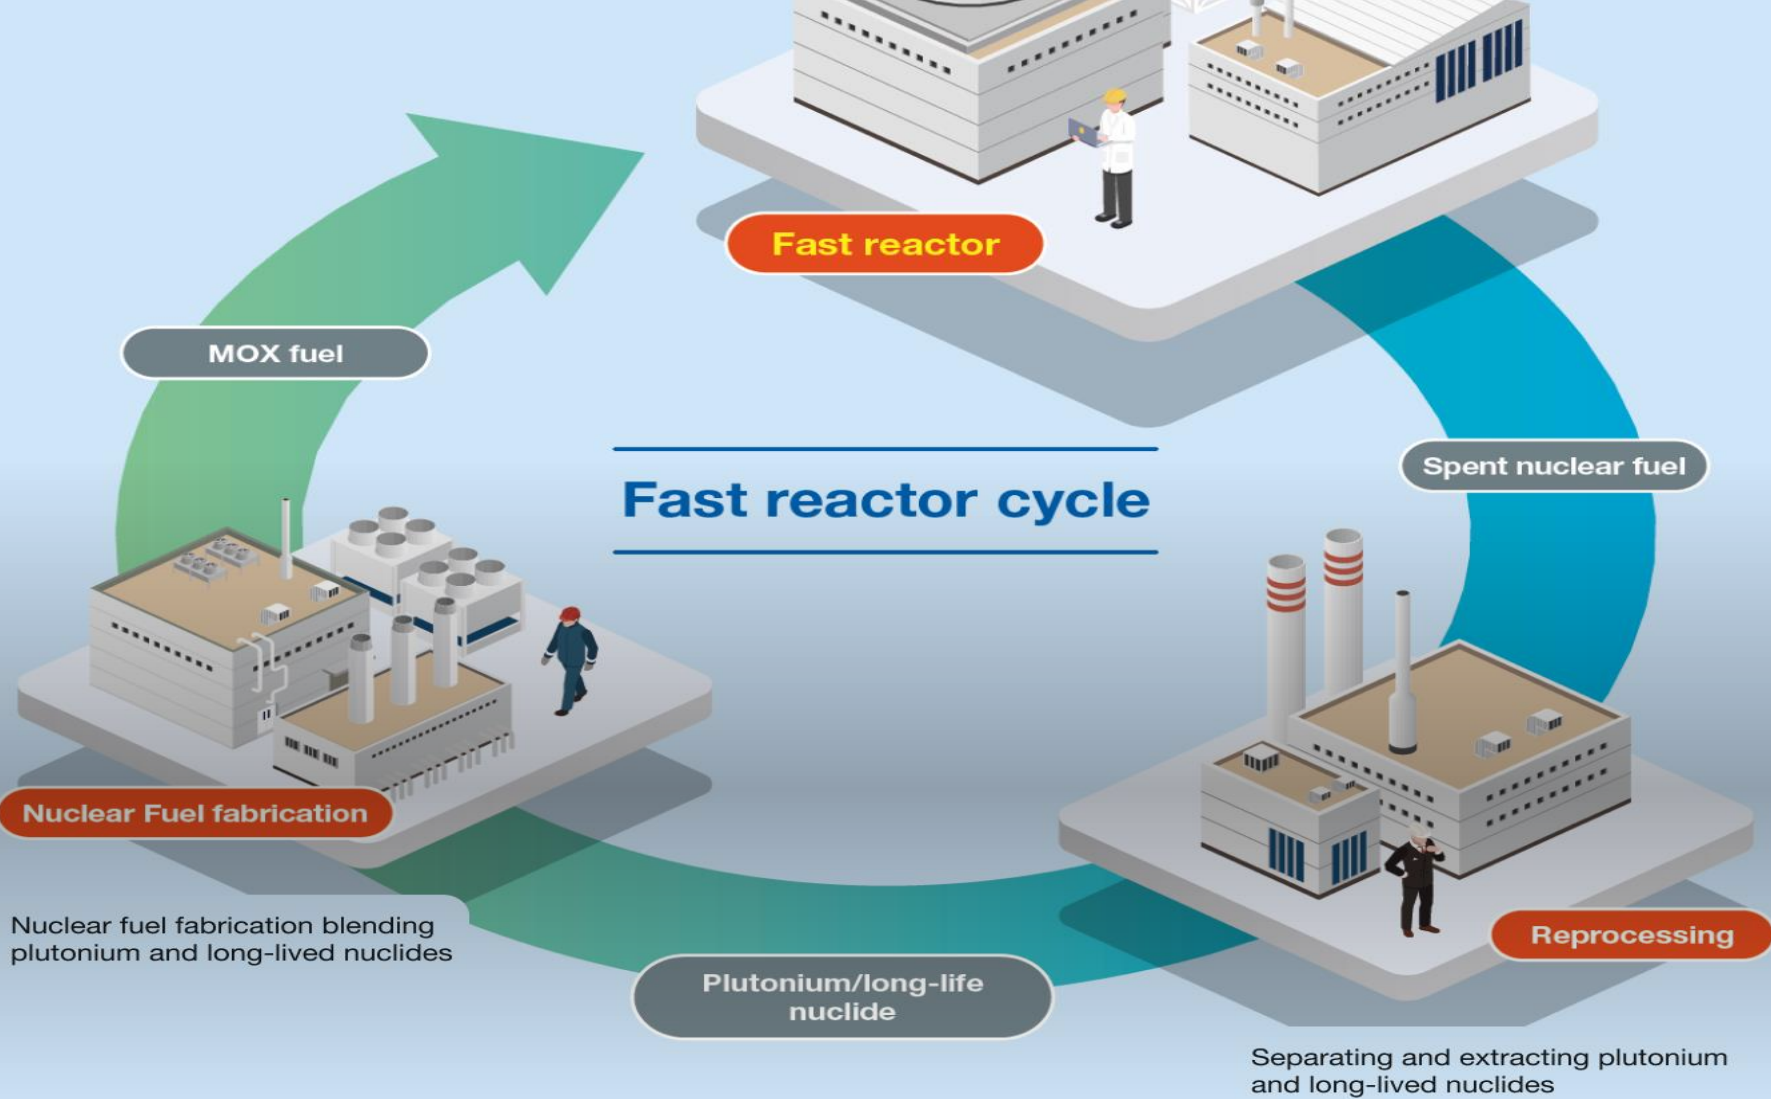 Fast reactor
MOX fuel
Fast reactor cycle
Spent nuclear fuel
Nuclear Fuel fabrication
Nuclear fuel fabrication blending
plutonium and long-lived nuclides
Plutonium/long-life
nuclide
Reprocessing
Separating and extracting plutonium
and long-lived nuclides